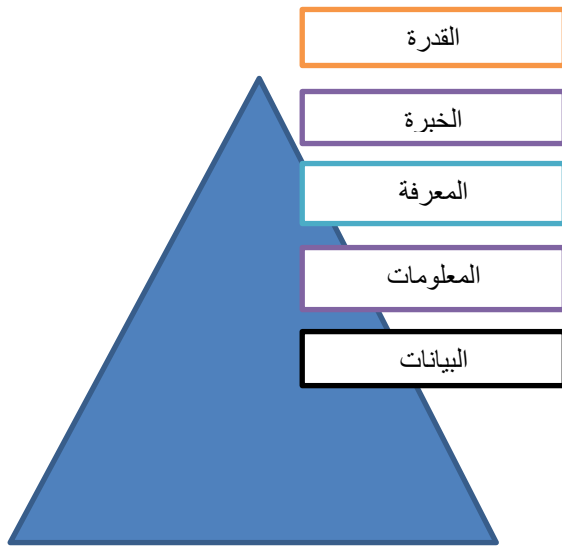 القدرة
الخبرة
المعرفة
المعلومات
البيانات